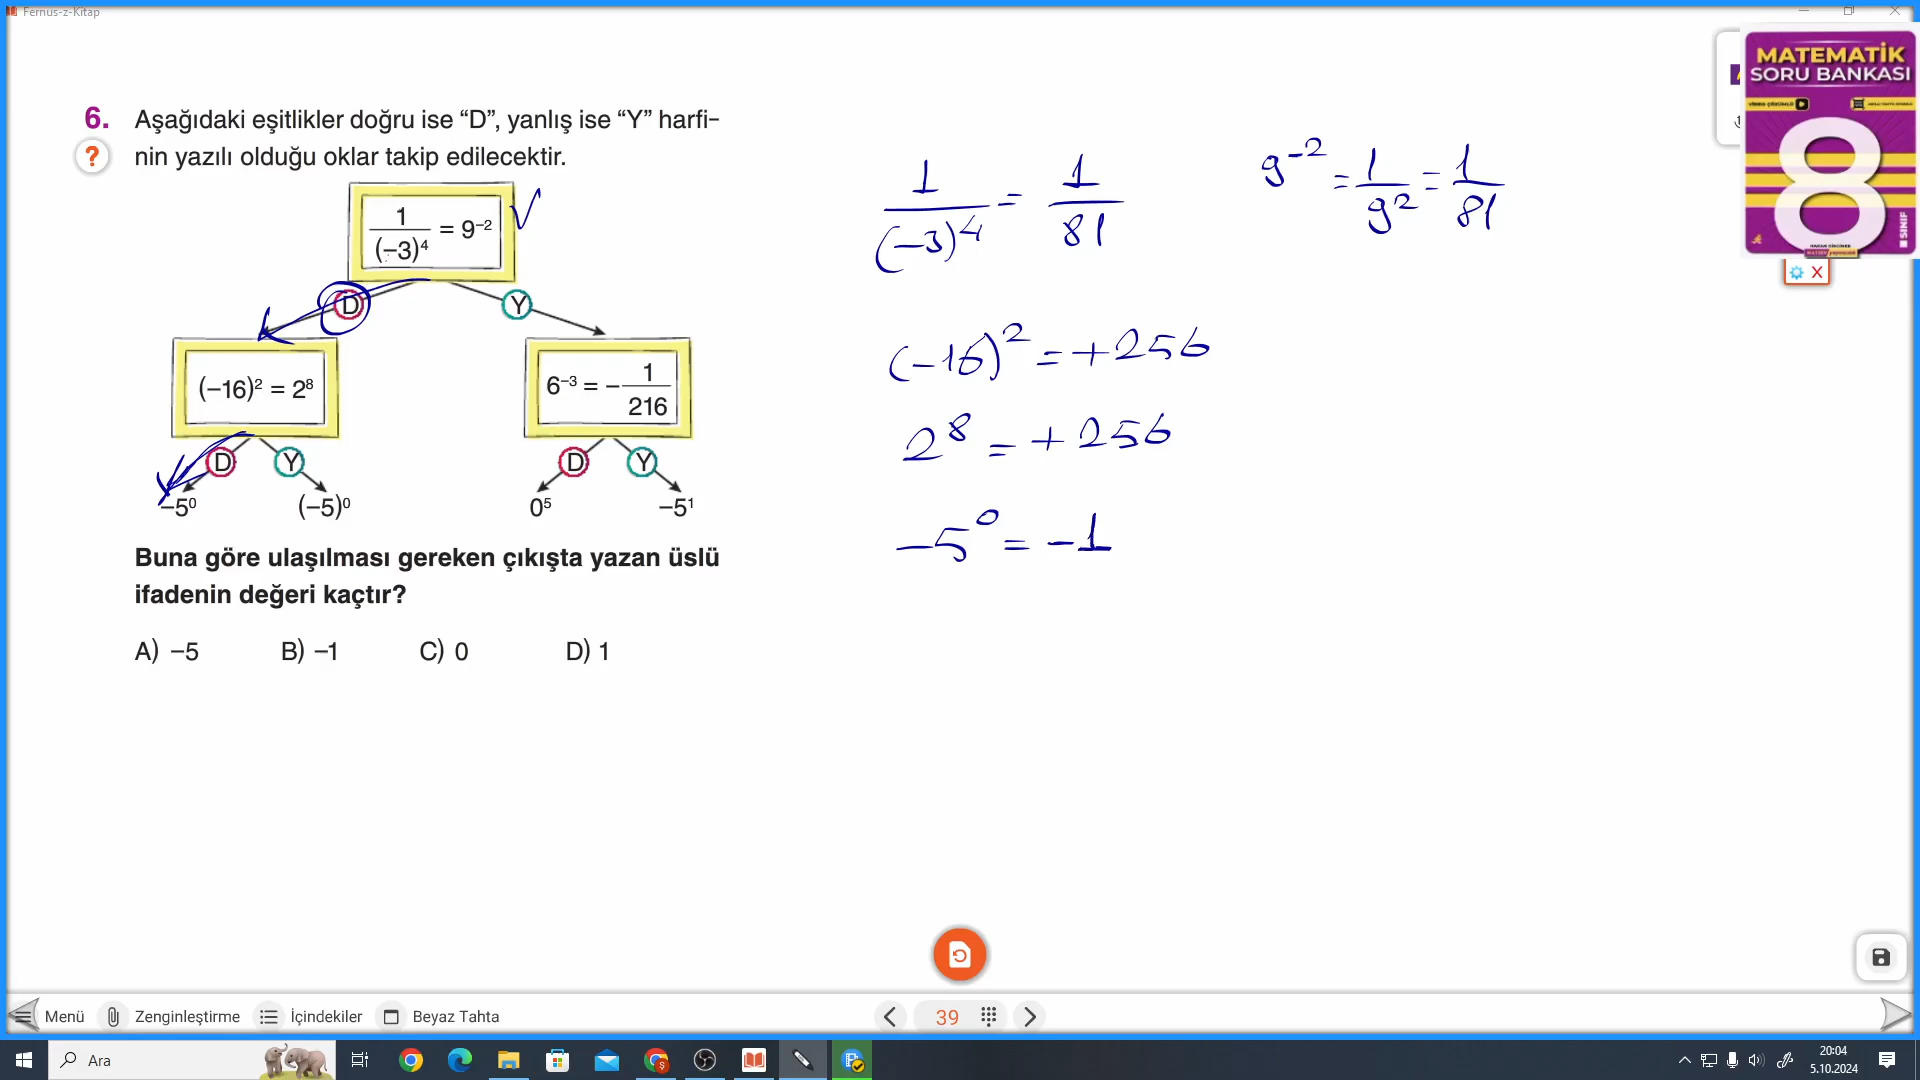 Fernus-z-Kitap
6. Aşağıdaki eşitlikler doğru ise “D”, yanlış ise “Y” harfi-
? nin yazılı olduğu oklar takip edilecektir.
1/(−3)⁴ = 9⁻²
D Y
(−16)² = 2⁸
6⁻³ = −1/216
D Y D Y
−5⁰ (−5)⁰ 0⁵ −5¹
Buna göre ulaşılması gereken çıkışta yazan üslü
ifadenin değeri kaçtır?
A) −5 B) −1 C) 0 D) 1
1/(−3)⁴ = 1/81
9⁻² = 1/9² = 1/81
(−16)² = +256
2⁸ = +256
−5⁰ = −1
MATEMATİK
SORU BANKASI
VİDEO ÇÖZÜMLÜ
8
.SINIF
X
Menü Zenginleştirme İçindekiler Beyaz Tahta 39
Ara
20:04
5.10.2024